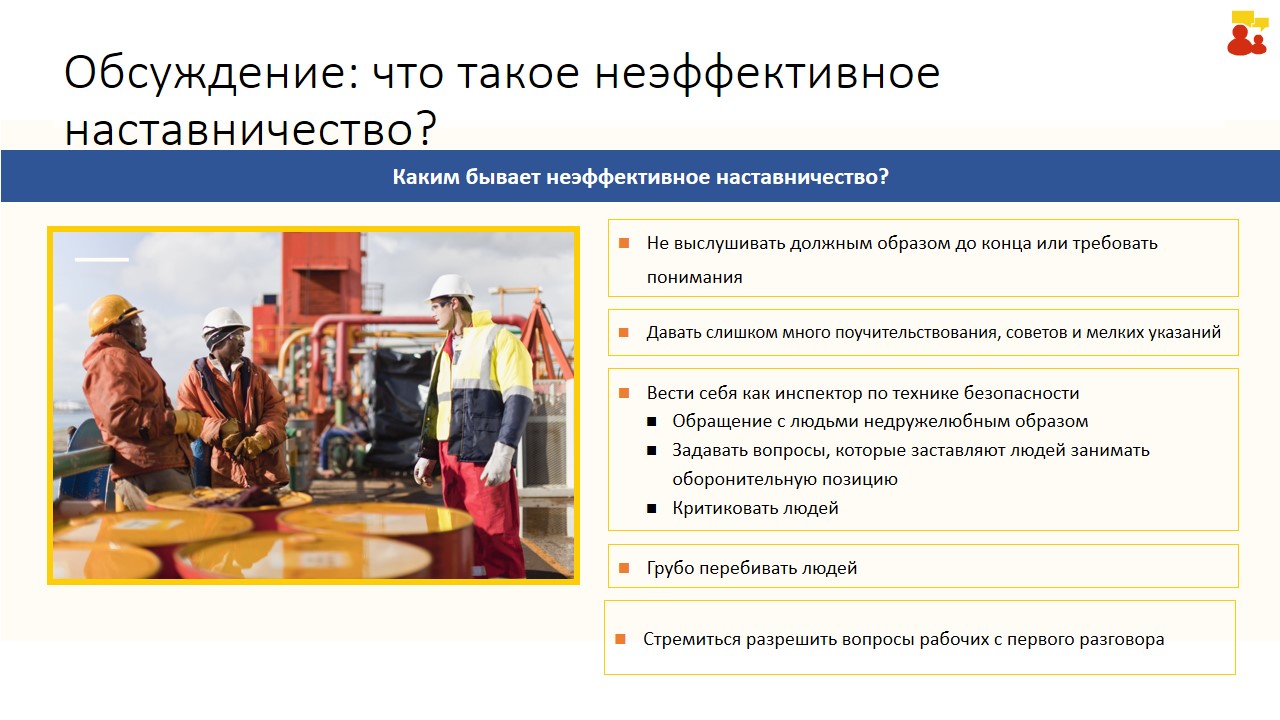 Обсуждение: что такое неэффективное
наставничество?
Каким бывает неэффективное наставничество?
Не выслушивать должным образом до конца или требовать
понимания
Давать слишком много поучительствования, советов и мелких указаний
Вести себя как инспектор по технике безопасности
Обращение с людьми недружелюбным образом
Задавать вопросы, которые заставляют людей занимать
оборонительную позицию
Критиковать людей
Грубо перебивать людей
Стремиться разрешить вопросы рабочих с первого разговора